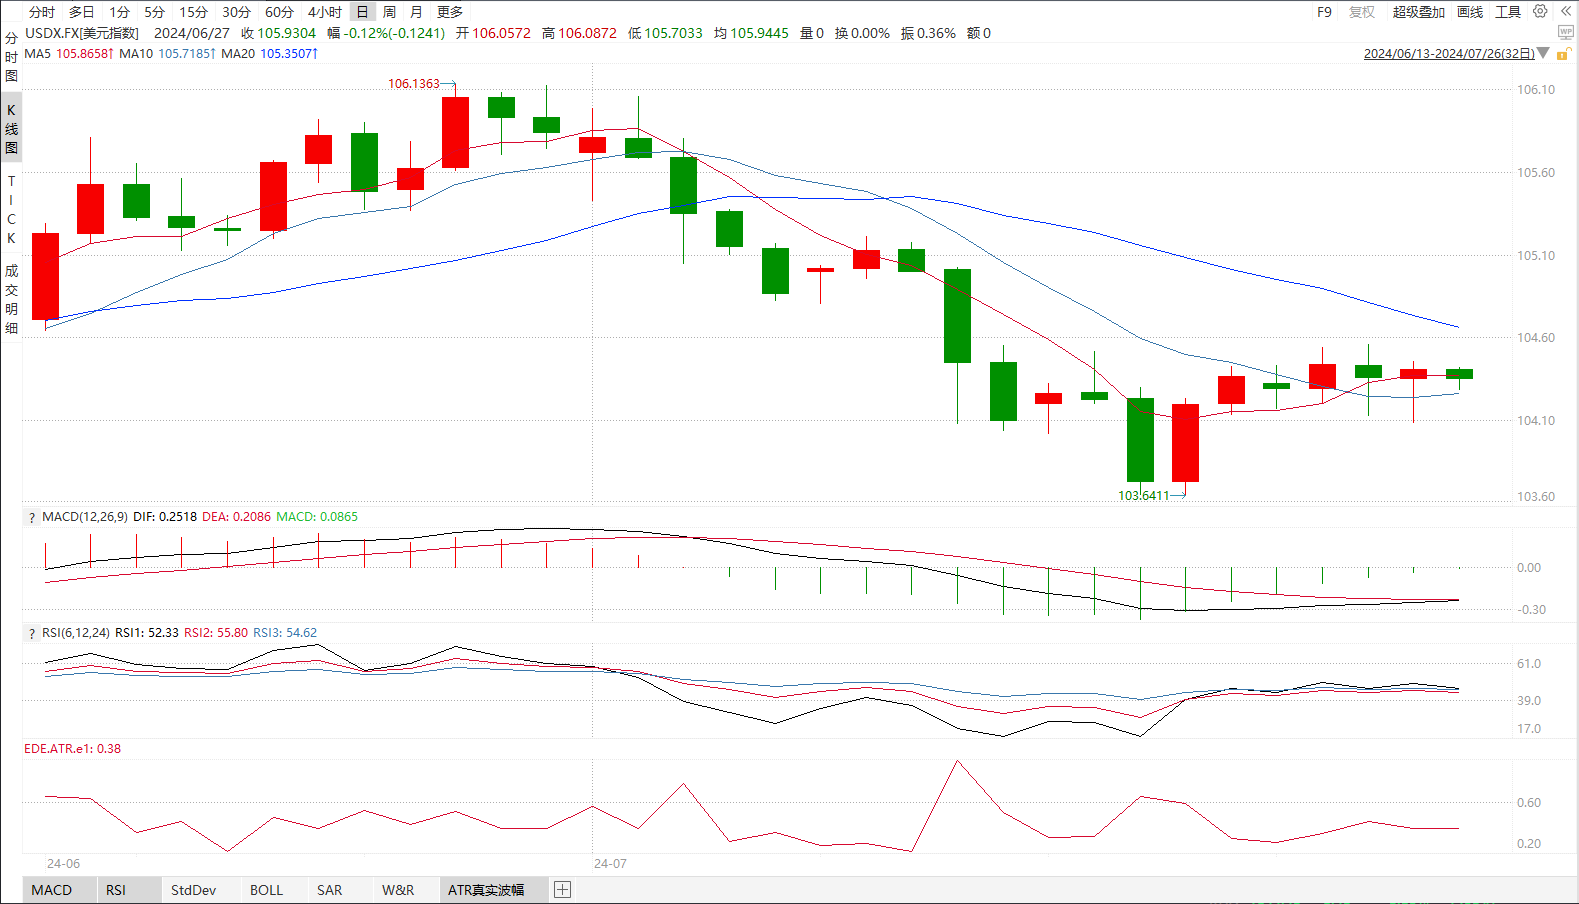 分时 多日 1分 5分 15分 30分 60分 4小时 日 周 月 更多 F9 复权 超级叠加 画线 工具
USDX.FX[美元指数] 2024/06/27 收 105.9304 幅 -0.12%(-0.1241) 开 106.0572 高 106.0872 低 105.7033 均 105.9445 量 0 换 0.00% 振 0.36% 额 0
WP
MA5 105.8658↑ MA10 105.7185↑ MA20 105.3507↑ 2024/06/13-2024/07/26(32日)
分时图
K线图
TICK
成交明细
106.1363
106.10
105.60
105.10
104.60
104.10
103.6411
103.60
? MACD(12,26,9) DIF: 0.2518 DEA: 0.2086 MACD: 0.0865
0.00
-0.30
? RSI(6,12,24) RSI1: 52.33 RSI2: 55.80 RSI3: 54.62
61.0
39.0
17.0
EDE.ATR.e1: 0.38
0.60
0.20
24-06 24-07
MACD RSI StdDev BOLL SAR W&R ATR真实波幅